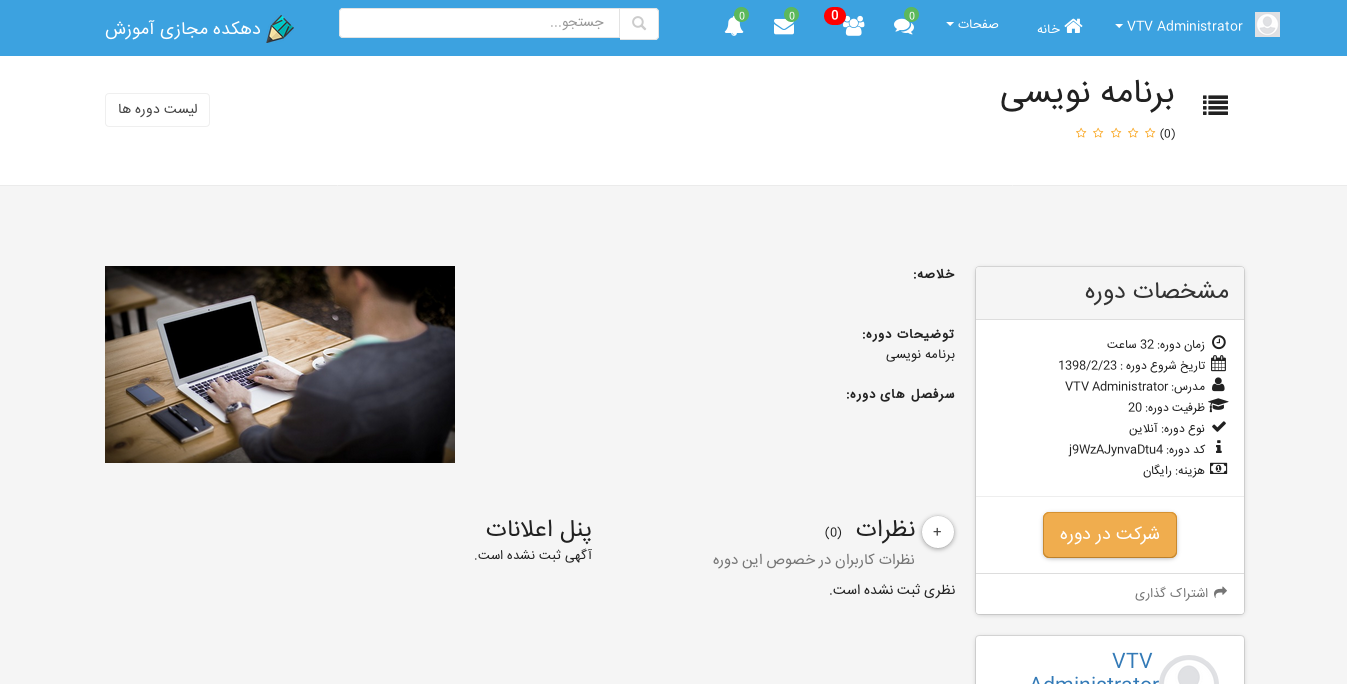 VTV Administrator
خانه
صفحات
0
0
0
0
جستجو...
دهکده مجازی آموزش
برنامه نویسی
(0)
لیست دوره ها
مشخصات دوره
زمان دوره: 32 ساعت
تاریخ شروع دوره : 1398/2/23
مدرس: VTV Administrator
ظرفیت دوره: 20
نوع دوره: آنلاین
کد دوره: j9WzAJynvaDtu4
هزینه: رایگان
شرکت در دوره
اشتراک گذاری
VTV
Administrator
خلاصه:
توضیحات دوره:
برنامه نویسی
سرفصل های دوره:
+ نظرات (0)
نظرات کاربران در خصوص این دوره
نظری ثبت نشده است.
پنل اعلانات
آگهی ثبت نشده است.